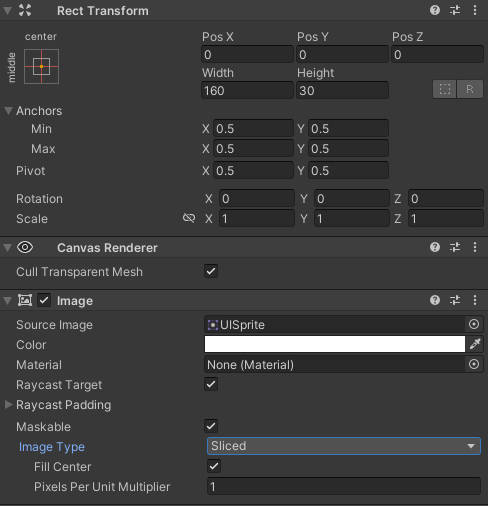 Rect Transform
center
middle
Pos X Pos Y Pos Z
0 0 0
Width Height
160 30
R
Anchors
Min X 0.5 Y 0.5
Max X 0.5 Y 0.5
Pivot X 0.5 Y 0.5
Rotation X 0 Y 0 Z 0
Scale X 1 Y 1 Z 1
Canvas Renderer
Cull Transparent Mesh
Image
Source Image UISprite
Color
Material None (Material)
Raycast Target
Raycast Padding
Maskable
Image Type Sliced
Fill Center
Pixels Per Unit Multiplier 1